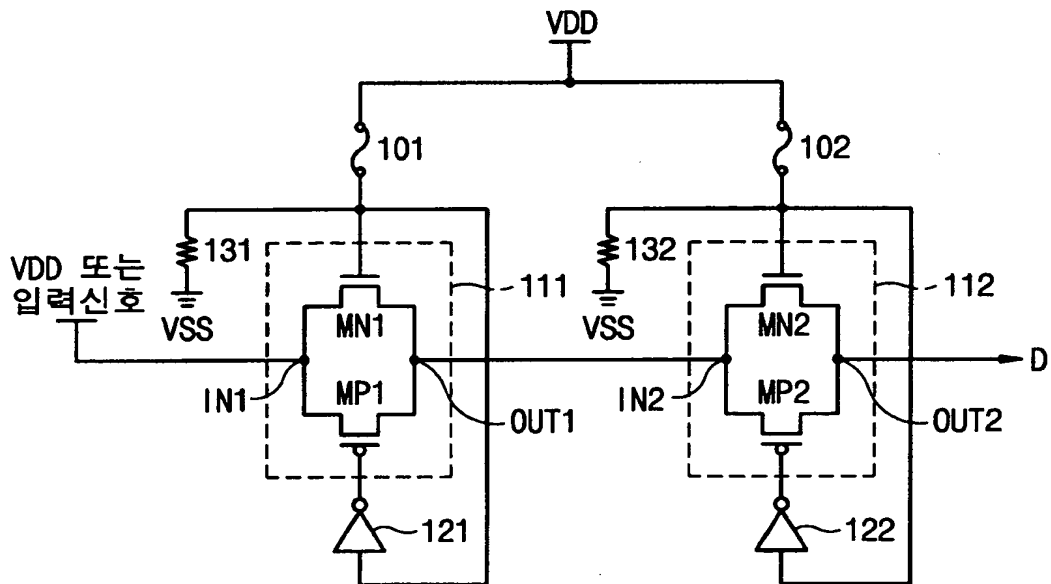 VDD
101
102
131
132
VDD 또는
입력신호
111
112
VSS
MN1
VSS
MN2
D
IN1
MP1
OUT1
IN2
MP2
OUT2
121
122